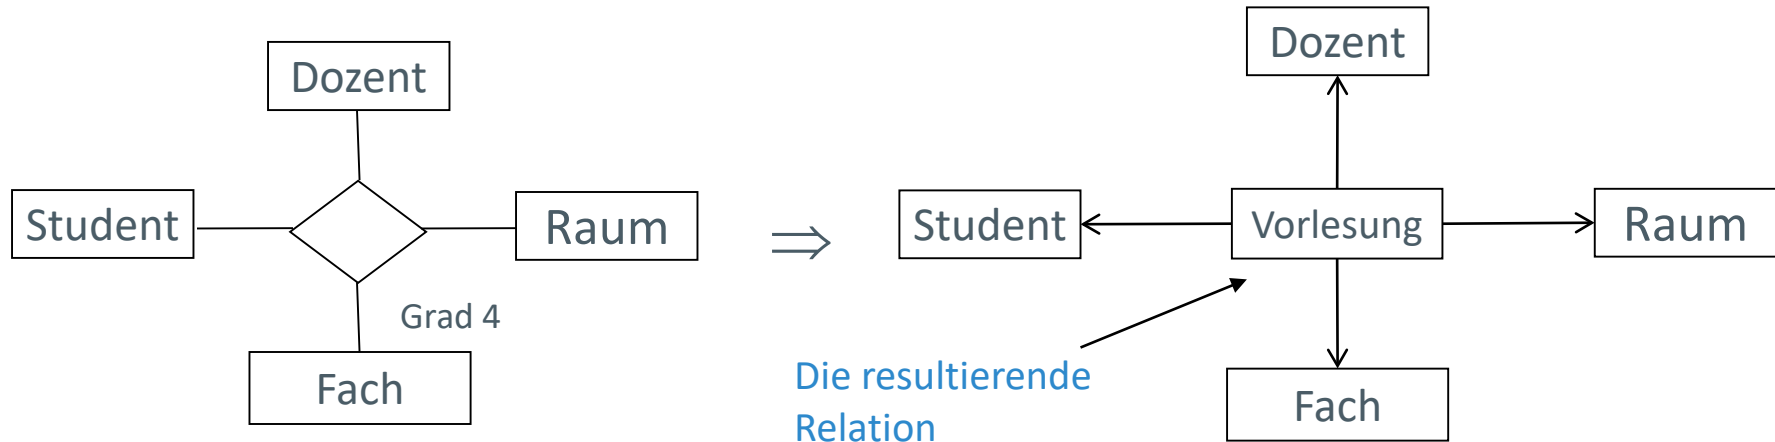 Dozent
Student
Raum
Grad 4
Fach
⇒
Dozent
Student
Vorlesung
Raum
Die resultierende
Relation
Fach